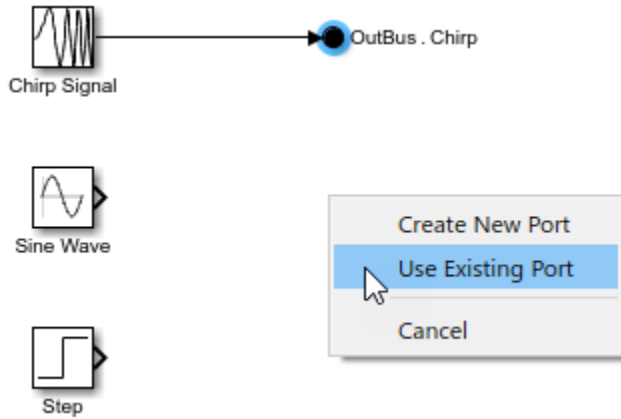 OutBus . Chirp
Chirp Signal
Sine Wave
Create New Port
Use Existing Port
Cancel
Step